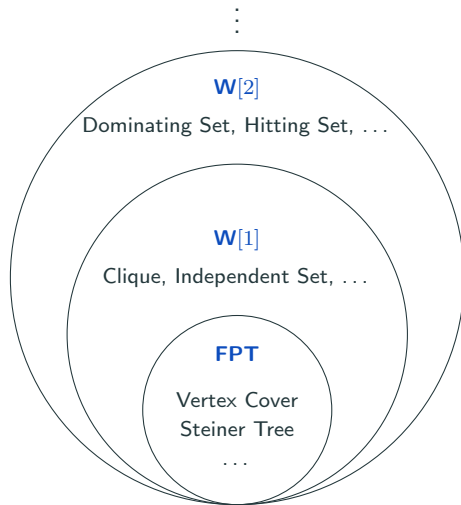 ⋮
W[2]
Dominating Set, Hitting Set, ...
W[1]
Clique, Independent Set, ...
FPT
Vertex Cover
Steiner Tree
...